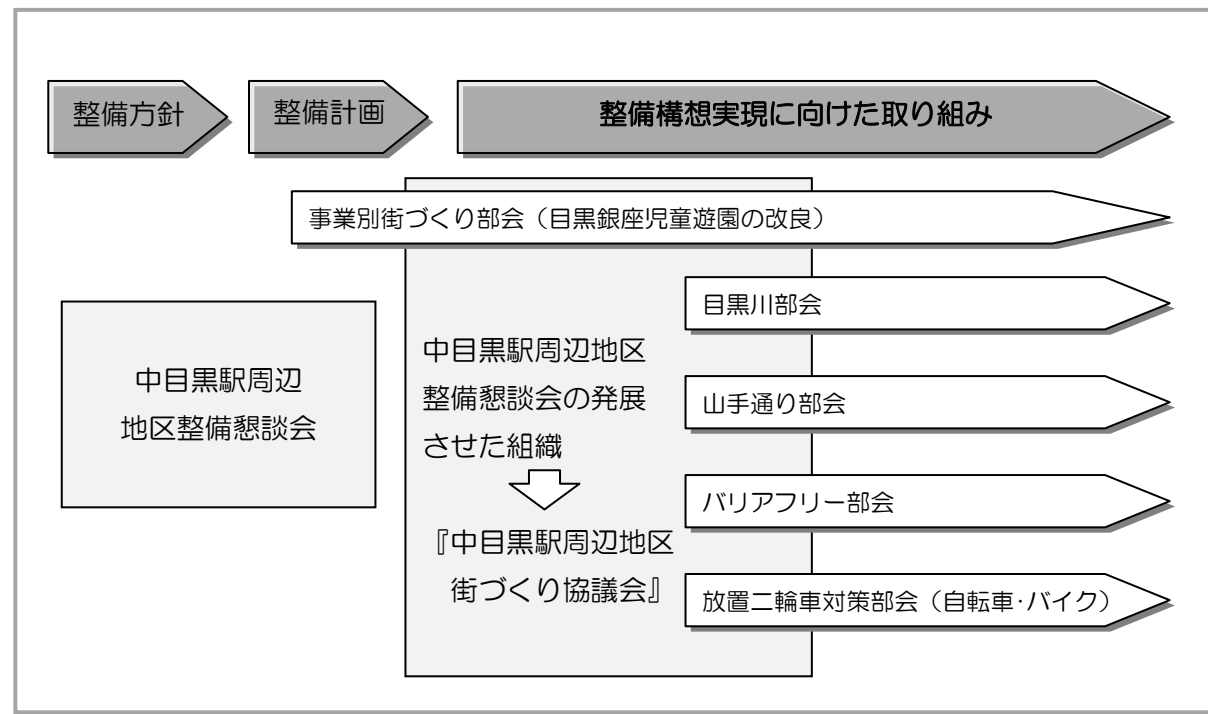 整備方針
整備計画
整備構想実現に向けた取り組み
事業別街づくり部会（目黒銀座児童遊園の改良）
中目黒駅周辺
地区整備懇談会
中目黒駅周辺地区
整備懇談会の発展
させた組織
『中目黒駅周辺地区
街づくり協議会』
目黒川部会
山手通り部会
バリアフリー部会
放置二輪車対策部会（自転車･バイク）